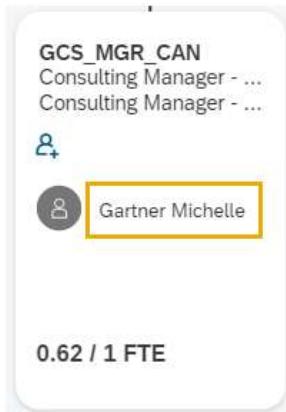 GCS_MGR_CAN
Consulting Manager - ...
Consulting Manager - ...
Gartner Michelle
0.62 / 1 FTE